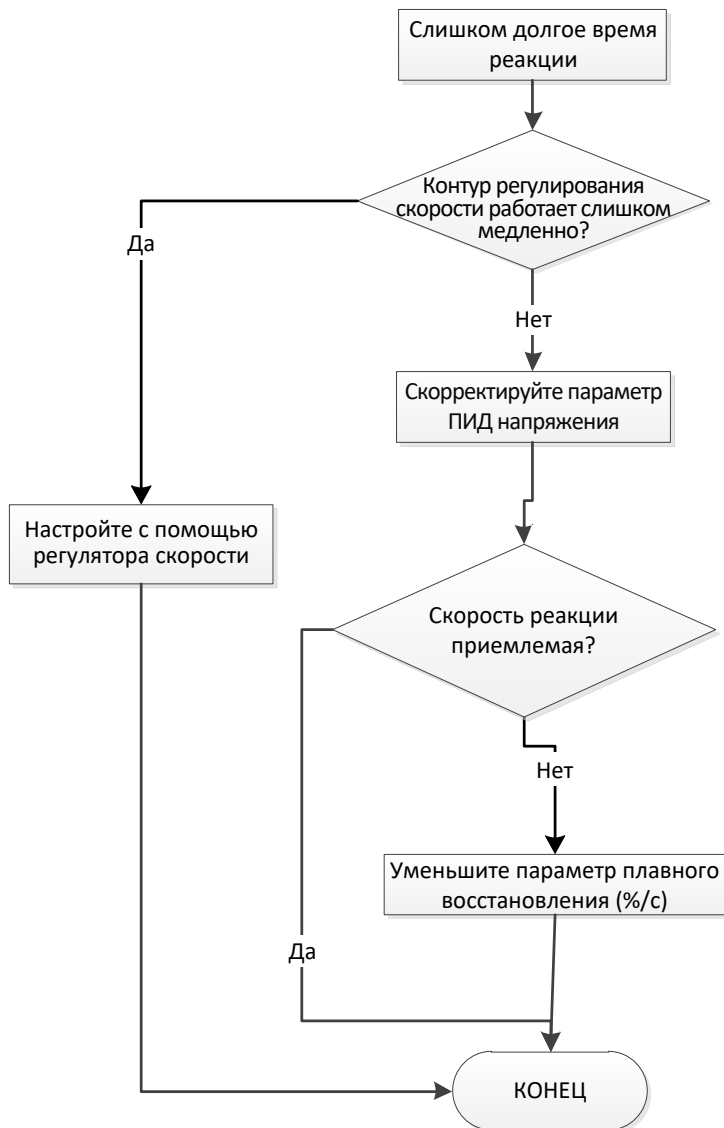 Слишком долгое время
реакции
Контур регулирования
скорости работает слишком
медленно?
Да
Нет
Скорректируйте параметр
ПИД напряжения
Настройте с помощью
регулятора скорости
Скорость реакции
приемлемая?
Нет
Уменьшите параметр плавного
восстановления (%/с)
Да
КОНЕЦ